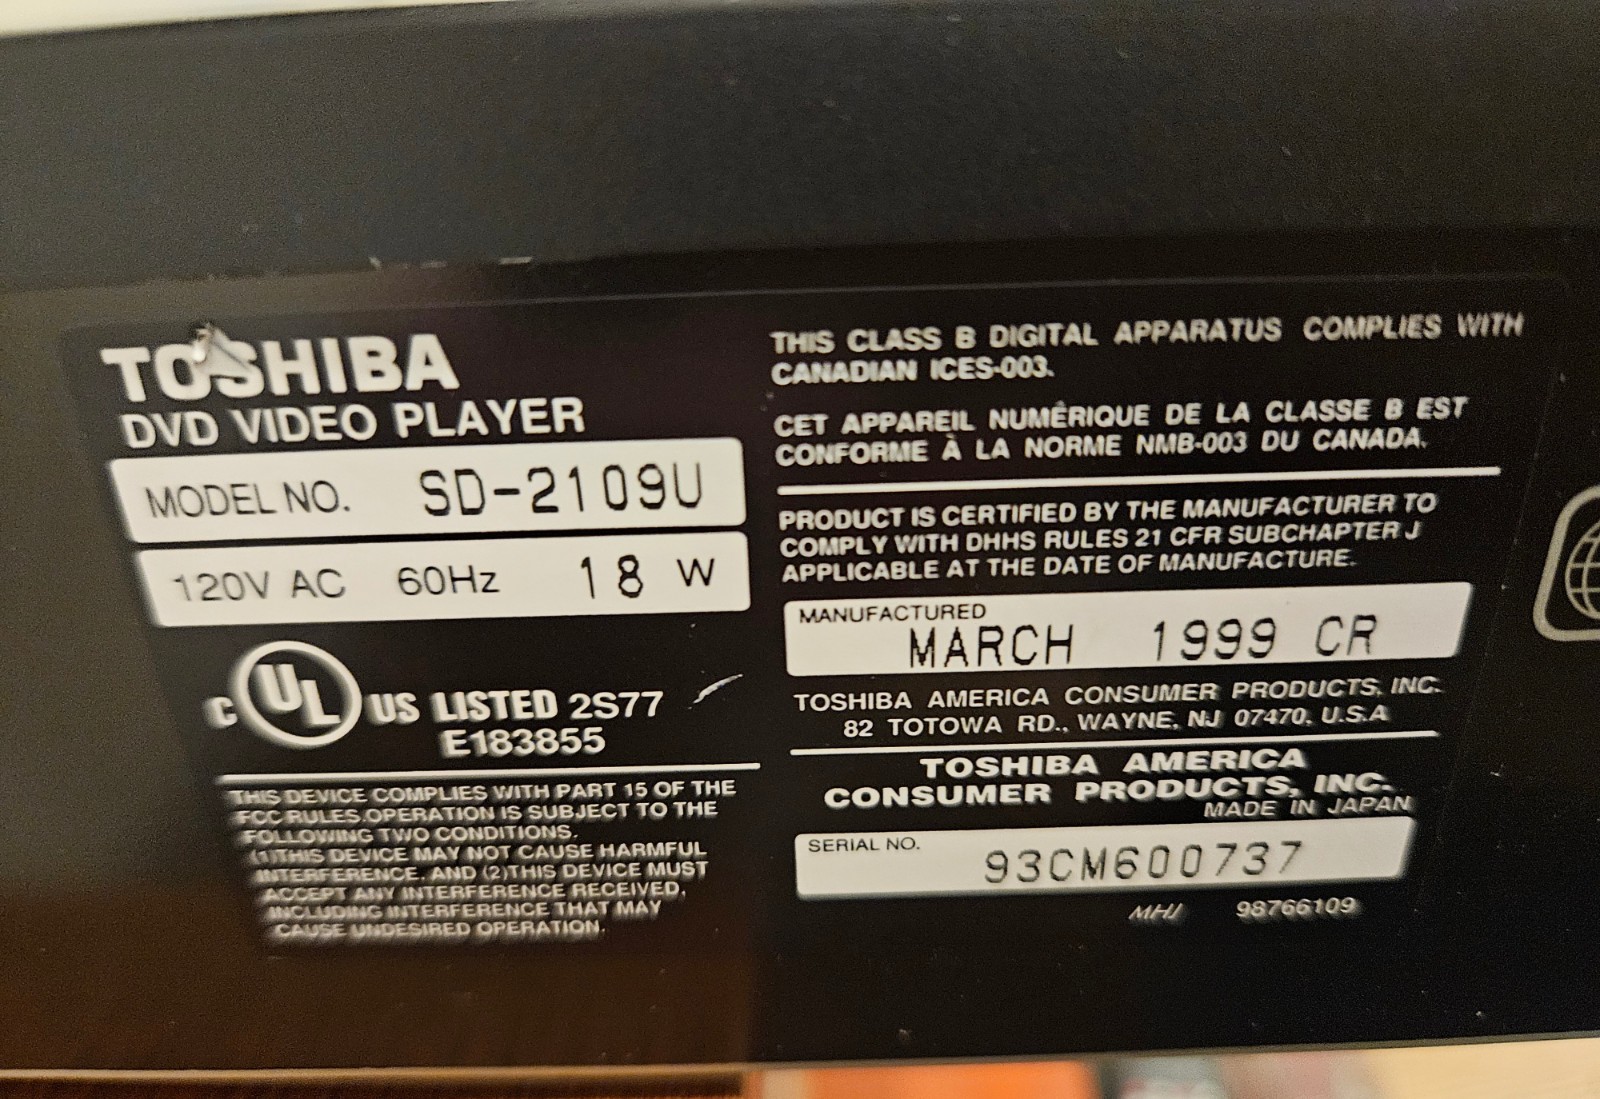 TOSHIBA
DVD VIDEO PLAYER
MODEL NO. SD-2109U
120V AC 60Hz 18 W
C UL US LISTED 2S77
E183855
THIS DEVICE COMPLIES WITH PART 15 OF THE
FCC RULES.OPERATION IS SUBJECT TO THE
FOLLOWING TWO CONDITIONS.
(1)THIS DEVICE MAY NOT CAUSE HARMFUL
INTERFERENCE, AND (2)THIS DEVICE MUST
ACCEPT ANY INTERFERENCE RECEIVED,
INCLUDING INTERFERENCE THAT MAY
CAUSE UNDESIRED OPERATION.
THIS CLASS B DIGITAL APPARATUS COMPLIES WITH
CANADIAN ICES-003.
CET APPAREIL NUMÊRIQUE DE LA CLASSE B EST
CONFORME À LA NORME NMB-003 DU CANADA.
PRODUCT IS CERTIFIED BY THE MANUFACTURER TO
COMPLY WITH DHHS RULES 21 CFR SUBCHAPTER J
APPLICABLE AT THE DATE OF MANUFACTURE.
MANUFACTURED
MARCH 1999 CR
TOSHIBA AMERICA CONSUMER PRODUCTS, INC.
82 TOTOWA RD., WAYNE, NJ 07470, U.S.A
TOSHIBA AMERICA
CONSUMER PRODUCTS, INC.
MADE IN JAPAN
SERIAL NO. 93CM600737
MHI 98766109